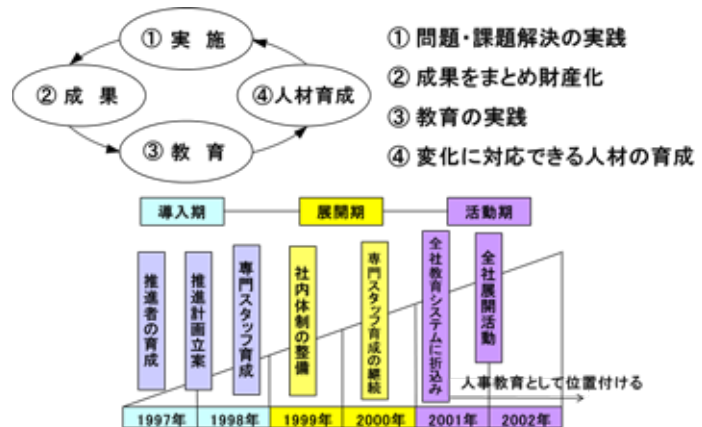 ① 実 施
② 成 果
③ 教 育
④人材育成
① 問題・課題解決の実践
② 成果をまとめ財産化
③ 教育の実践
④ 変化に対応できる人材の育成
導入期
展開期
活動期
推進者の育成
推進計画立案
専門スタッフ育成
社内体制の整備
専門スタッフ育成の継続
全社教育システムに折込み
全社展開活動
人事教育として位置付ける
1997年
1998年
1999年
2000年
2001年
2002年